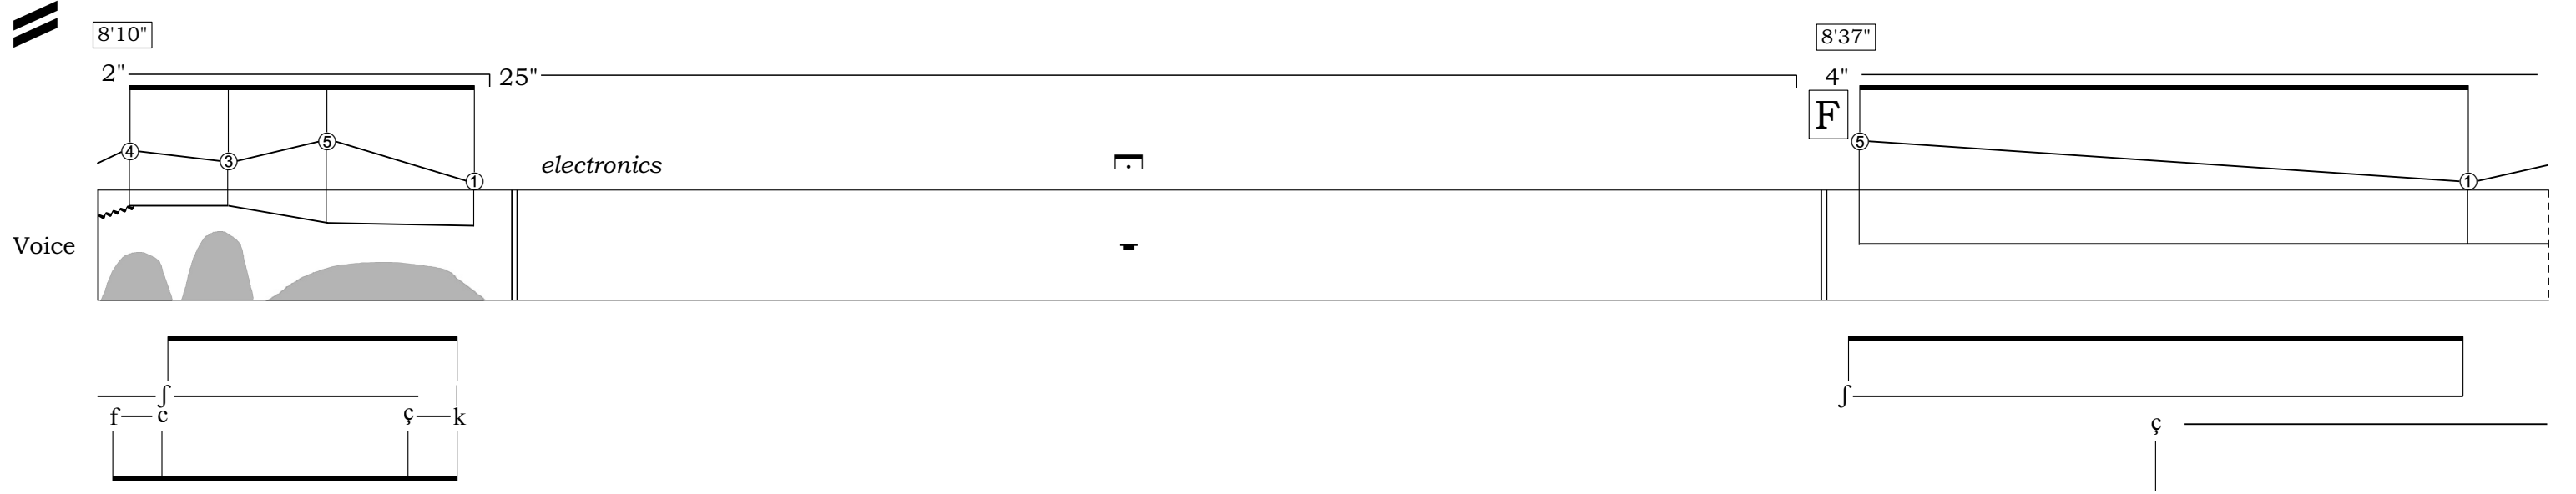 8'10" 8'37"
2" 25" 4"
F
4 3 5 1 5 1
electronics
Voice
ʃ ʃ
f c ç k ç